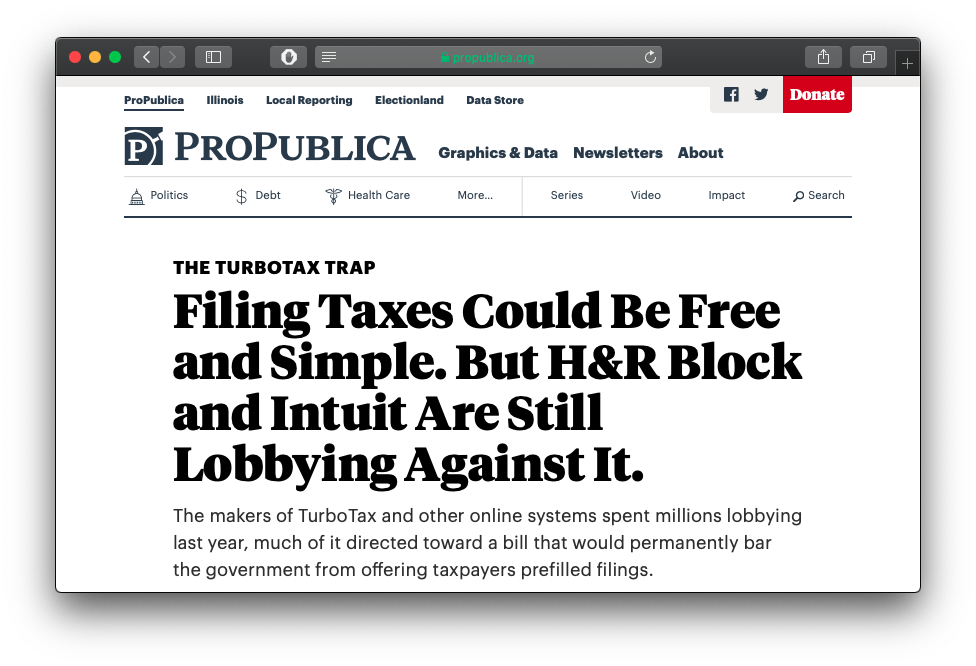 propublica.org
ProPublica Illinois Local Reporting Electionland Data Store
Donate
P PROPUBLICA Graphics & Data Newsletters About
Politics $ Debt Health Care More... Series Video Impact Search
THE TURBOTAX TRAP
Filing Taxes Could Be Free
and Simple. But H&R Block
and Intuit Are Still
Lobbying Against It.
The makers of TurboTax and other online systems spent millions lobbying
last year, much of it directed toward a bill that would permanently bar
the government from offering taxpayers prefilled filings.